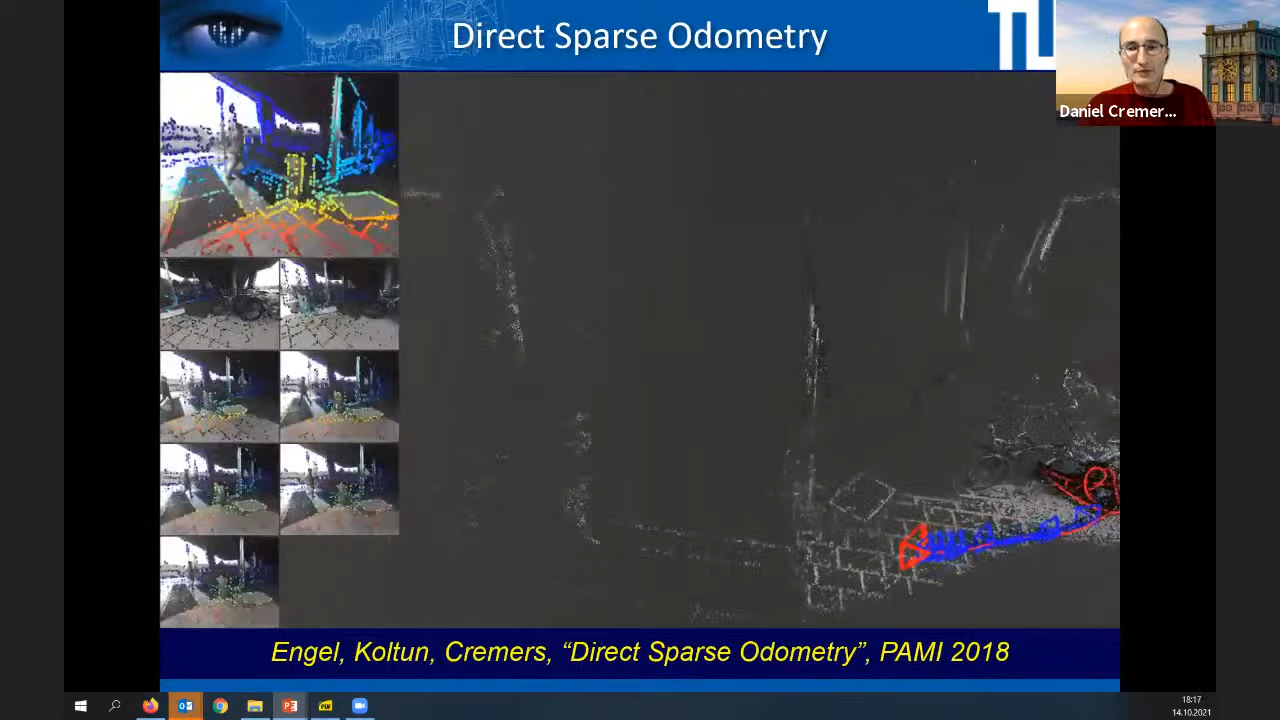 Direct Sparse Odometry
Daniel Cremer...
Engel, Koltun, Cremers, “Direct Sparse Odometry”, PAMI 2018
18:17
14.10.2021